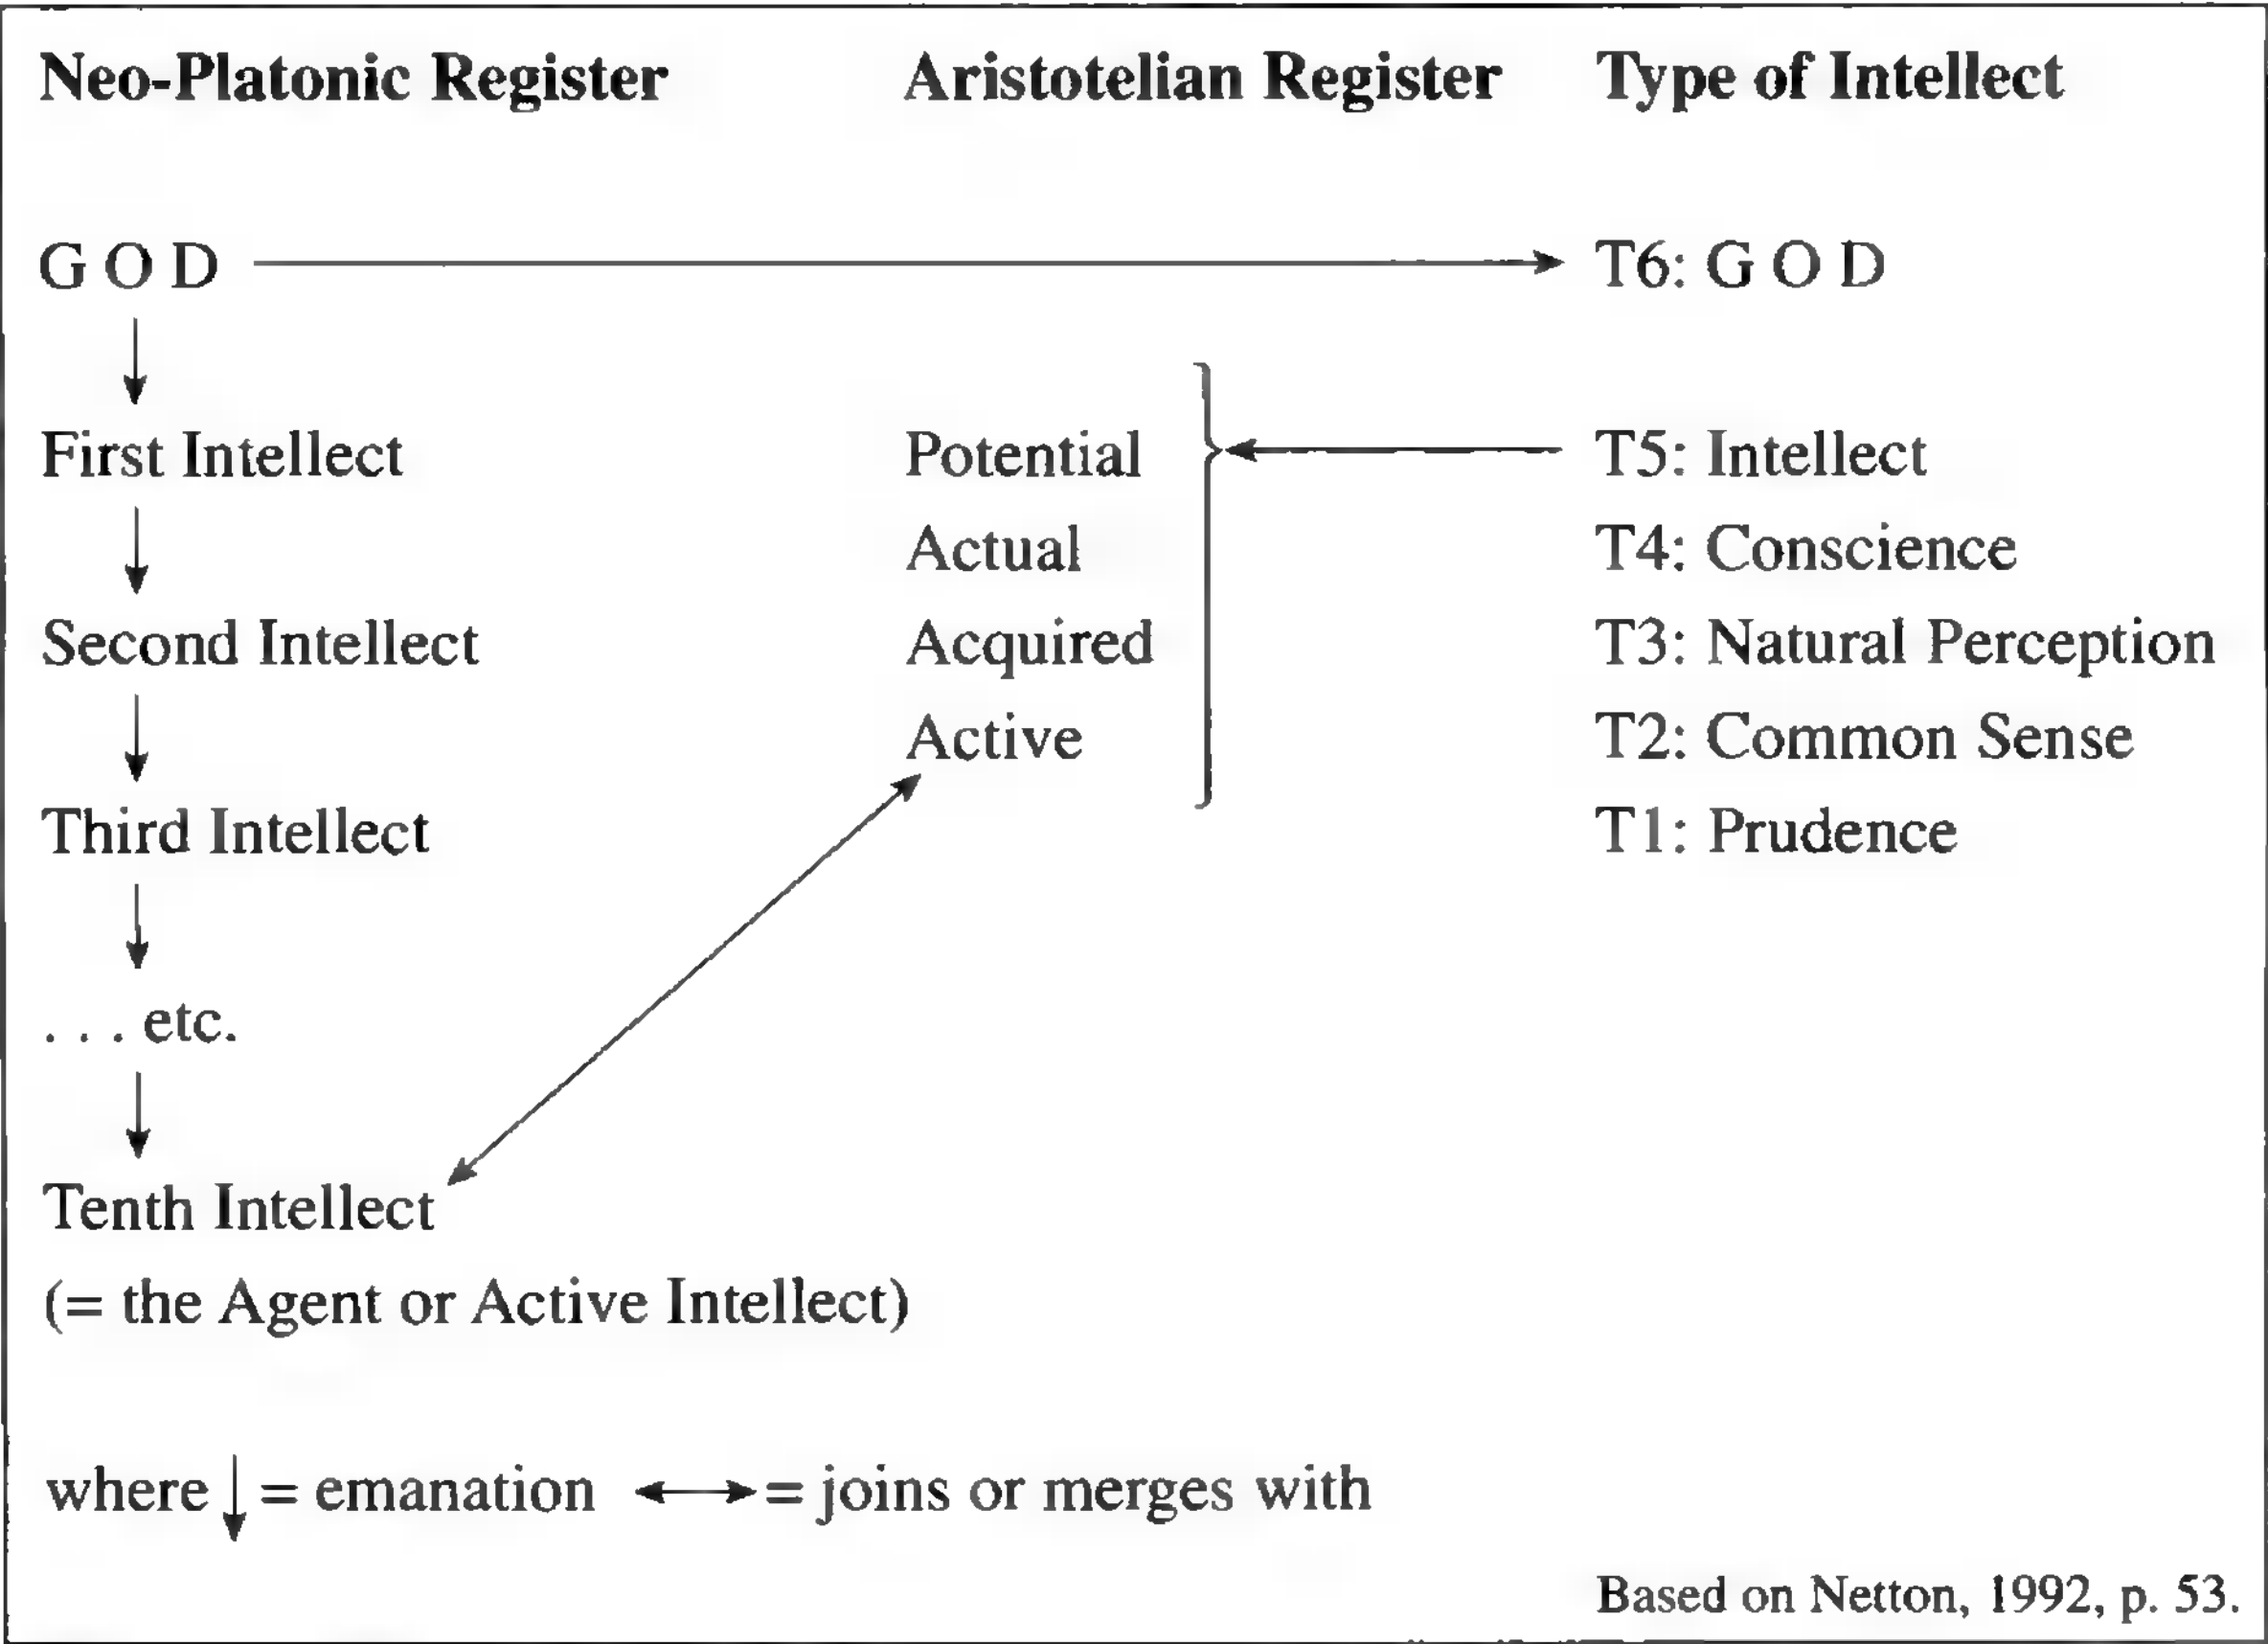 Neo-Platonic Register Aristotelian Register Type of Intellect
G O D T6: G O D
First Intellect Potential T5: Intellect
Actual T4: Conscience
Second Intellect Acquired T3: Natural Perception
Active T2: Common Sense
Third Intellect T1: Prudence
. . . etc.
Tenth Intellect
(= the Agent or Active Intellect)
where ↓ = emanation ↔ = joins or merges with
Based on Netton, 1992, p. 53.